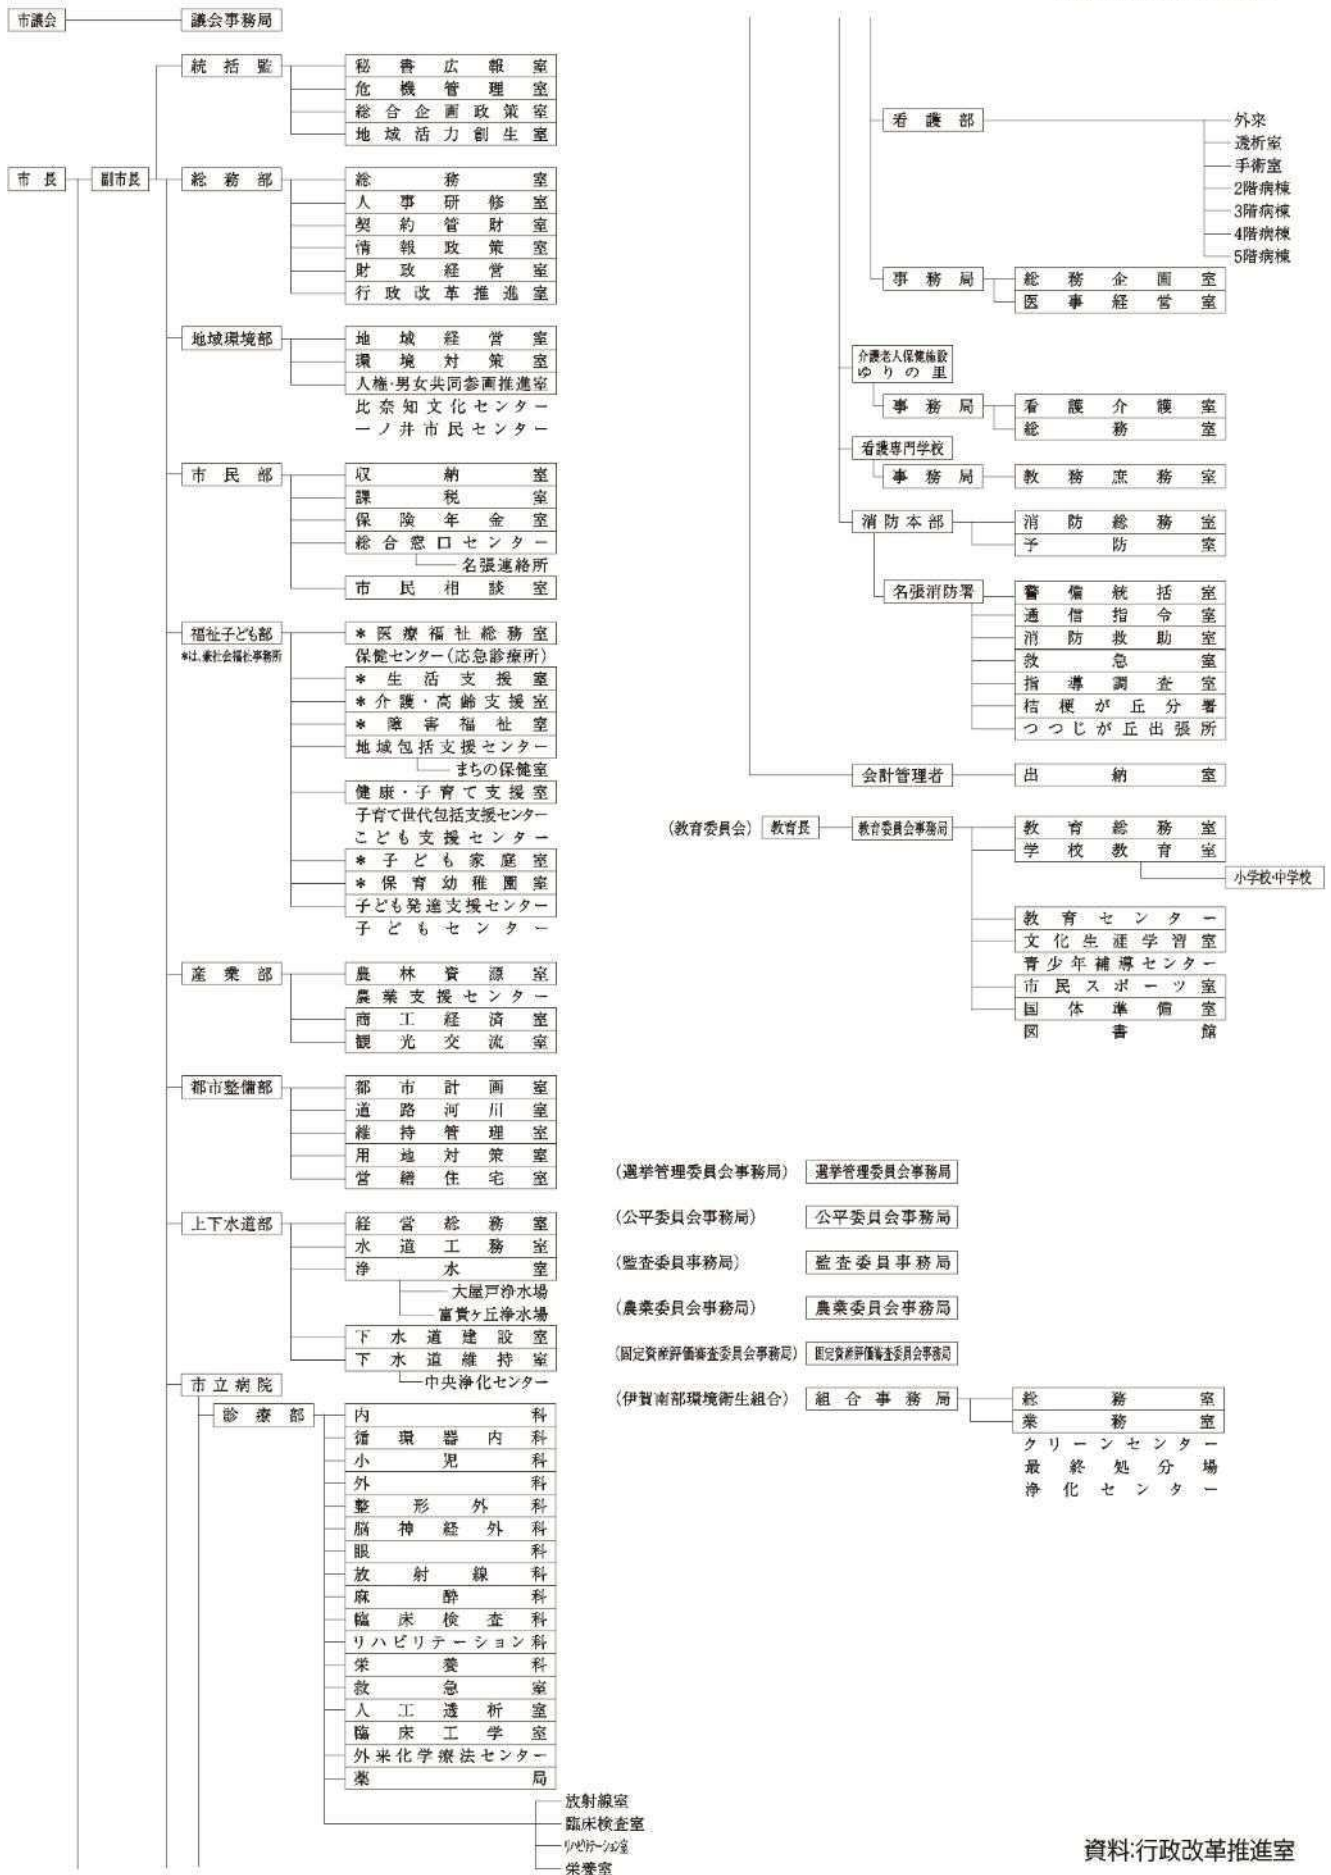 市議会 議会事務局
統括監 秘書広報室
危機管理室
総合企画政策室
地域活力創生室
市長 副市長 総務部 総務室
人事研修室
契約管財室
情報政策室
財政経営室
行政改革推進室
地域環境部 地域経営室
環境対策室
人権・男女共同参画推進室
比奈知文化センター
一ノ井市民センター
市民部 収納室
課税室
保険年金室
総合窓口センター
名張連絡所
市民相談室
福祉子ども部 *医療福祉総務室
*は、兼社会福祉事務所 保健センター(応急診療所)
*生活支援室
*介護・高齢支援室
*障害福祉室
地域包括支援センター
まちの保健室
健康・子育て支援室
子育て世代包括支援センター
こども支援センター
*子ども家庭室
*保育幼稚園室
子ども発達支援センター
子どもセンター
産業部 農林資源室
農業支援センター
商工経済室
観光交流室
都市整備部 都市計画室
道路河川室
維持管理室
用地対策室
営繕住宅室
上下水道部 経営総務室
水道工務室
浄水室
大屋戸浄水場
富貴ヶ丘浄水場
下水道建設室
下水道維持室
中央浄化センター
市立病院
診療部 内科
循環器内科
小児科
外科
整形外科
脳神経外科
眼科
放射線科
麻酔科
臨床検査科
リハビリテーション科
栄養科
救急室
人工透析室
臨床工学室
外来化学療法センター
薬局
放射線室
臨床検査室
リハビリテーション室
栄養室
看護部 外来
透析室
手術室
2階病棟
3階病棟
4階病棟
5階病棟
事務局 総務企画室
医事経営室
介護老人保健施設
ゆりの里
事務局 看護介護室
総務室
看護専門学校
事務局 教務庶務室
消防本部 消防総務室
予防室
名張消防署 警備統括室
通信指令室
消防救助室
救急室
指導調査室
桔梗が丘分署
つつじが丘出張所
会計管理者 出納室
(教育委員会) 教育長 教育委員会事務局 教育総務室
学校教育室
小学校・中学校
教育センター
文化生涯学習室
青少年補導センター
市民スポーツ室
国体準備室
図書館
(選挙管理委員会事務局) 選挙管理委員会事務局
(公平委員会事務局) 公平委員会事務局
(監査委員事務局) 監査委員事務局
(農業委員会事務局) 農業委員会事務局
(固定資産評価審査委員会事務局) 固定資産評価審査委員会事務局
(伊賀南部環境衛生組合) 組合事務局 総務室
業務室
クリーンセンター
最終処分場
浄化センター
資料:行政改革推進室